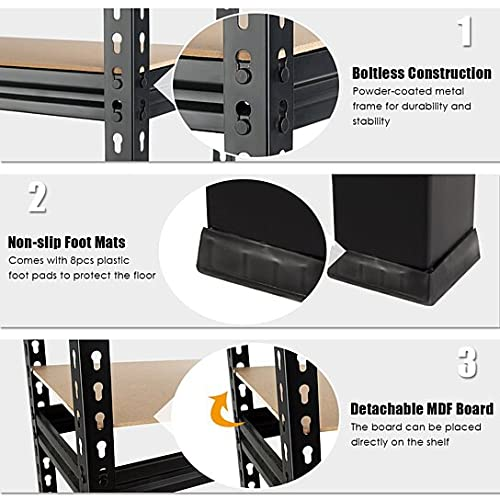 1
Boltless Construction
Powder-coated metal
frame for durability and
stability
2
Non-slip Foot Mats
Comes with 8pcs plastic
foot pads to protect the floor
3
Detachable MDF Board
The board can be placed
directly on the shelf